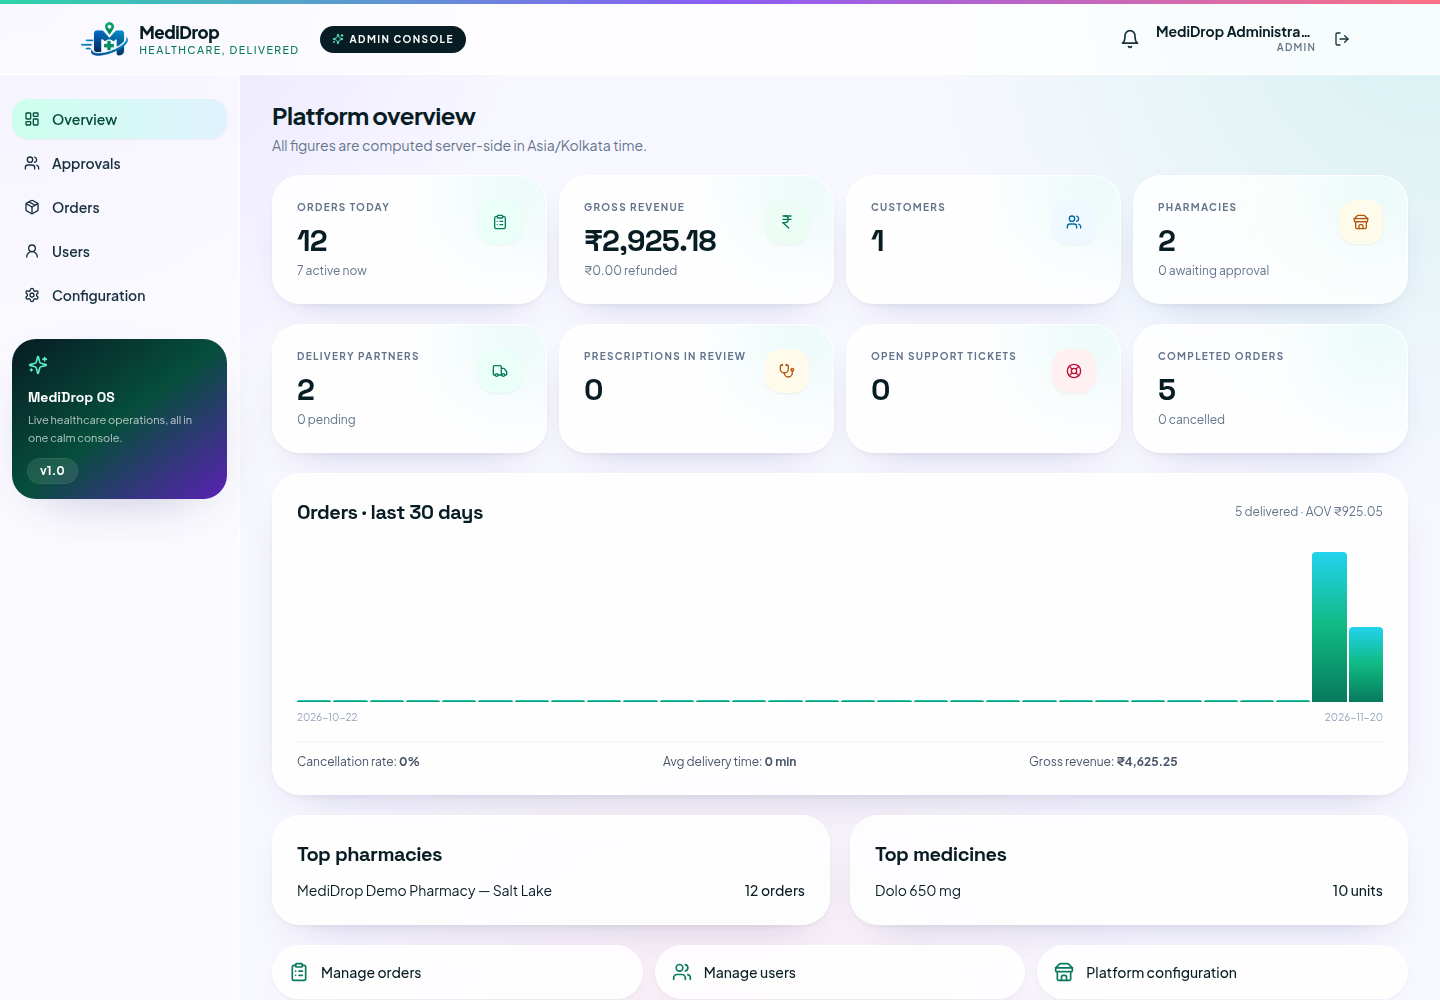 MediDrop
HEALTHCARE, DELIVERED
ADMIN CONSOLE
MediDrop Administra...
ADMIN
Overview
Approvals
Orders
Users
Configuration
MediDrop OS
Live healthcare operations, all in
one calm console.
v1.0
Platform overview
All figures are computed server-side in Asia/Kolkata time.
ORDERS TODAY
12
7 active now
GROSS REVENUE
₹2,925.18
₹0.00 refunded
₹
CUSTOMERS
1
PHARMACIES
2
0 awaiting approval
DELIVERY PARTNERS
2
0 pending
PRESCRIPTIONS IN REVIEW
0
OPEN SUPPORT TICKETS
0
COMPLETED ORDERS
5
0 cancelled
Orders · last 30 days
5 delivered · AOV ₹925.05
2026-10-22
2026-11-20
Cancellation rate: 0%
Avg delivery time: 0 min
Gross revenue: ₹4,625.25
Top pharmacies
MediDrop Demo Pharmacy — Salt Lake
12 orders
Top medicines
Dolo 650 mg
10 units
Manage orders
Manage users
Platform configuration